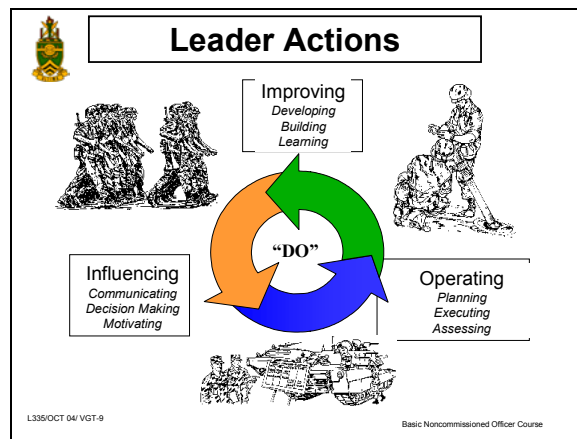 Leader Actions
Improving
Developing
Building
Learning
“DO”
Influencing
Communicating
Decision Making
Motivating
Operating
Planning
Executing
Assessing
L335/OCT 04/ VGT-9
Basic Noncommissioned Officer Course